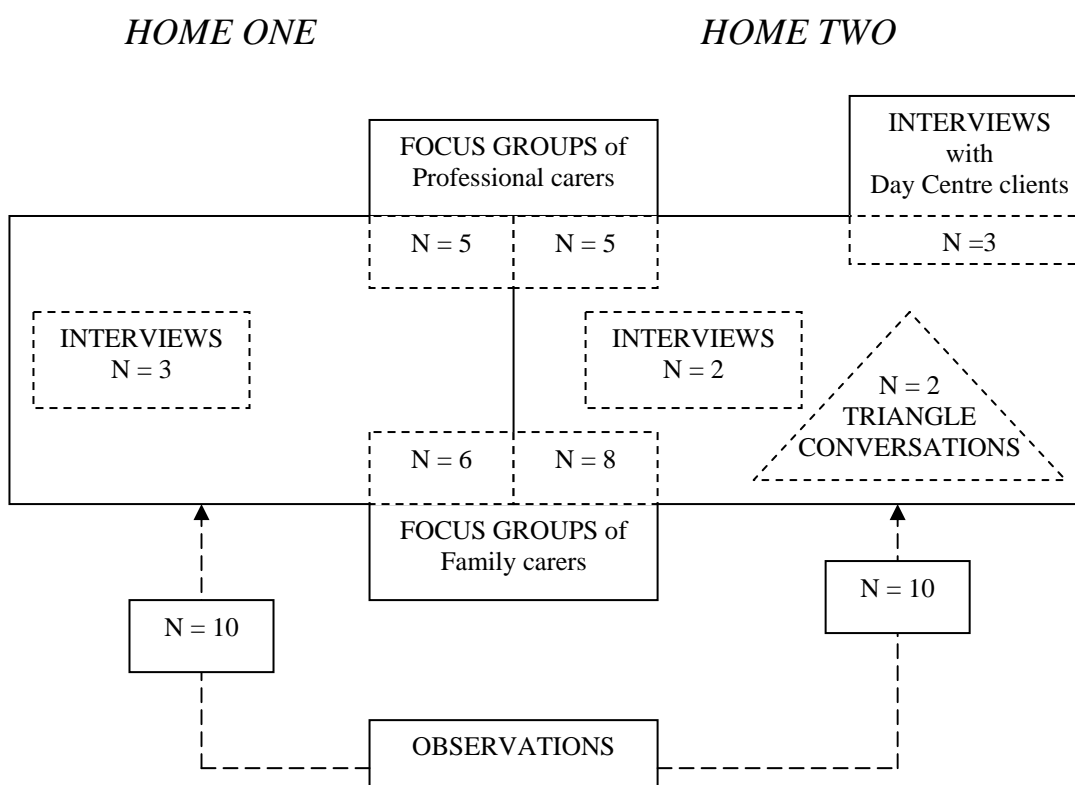 HOME ONE
HOME TWO
FOCUS GROUPS of
Professional carers
INTERVIEWS
with
Day Centre clients
N = 5
N = 5
N =3
INTERVIEWS
N = 3
INTERVIEWS
N = 2
N = 2
TRIANGLE
CONVERSATIONS
N = 6
N = 8
FOCUS GROUPS of
Family carers
N = 10
N = 10
OBSERVATIONS